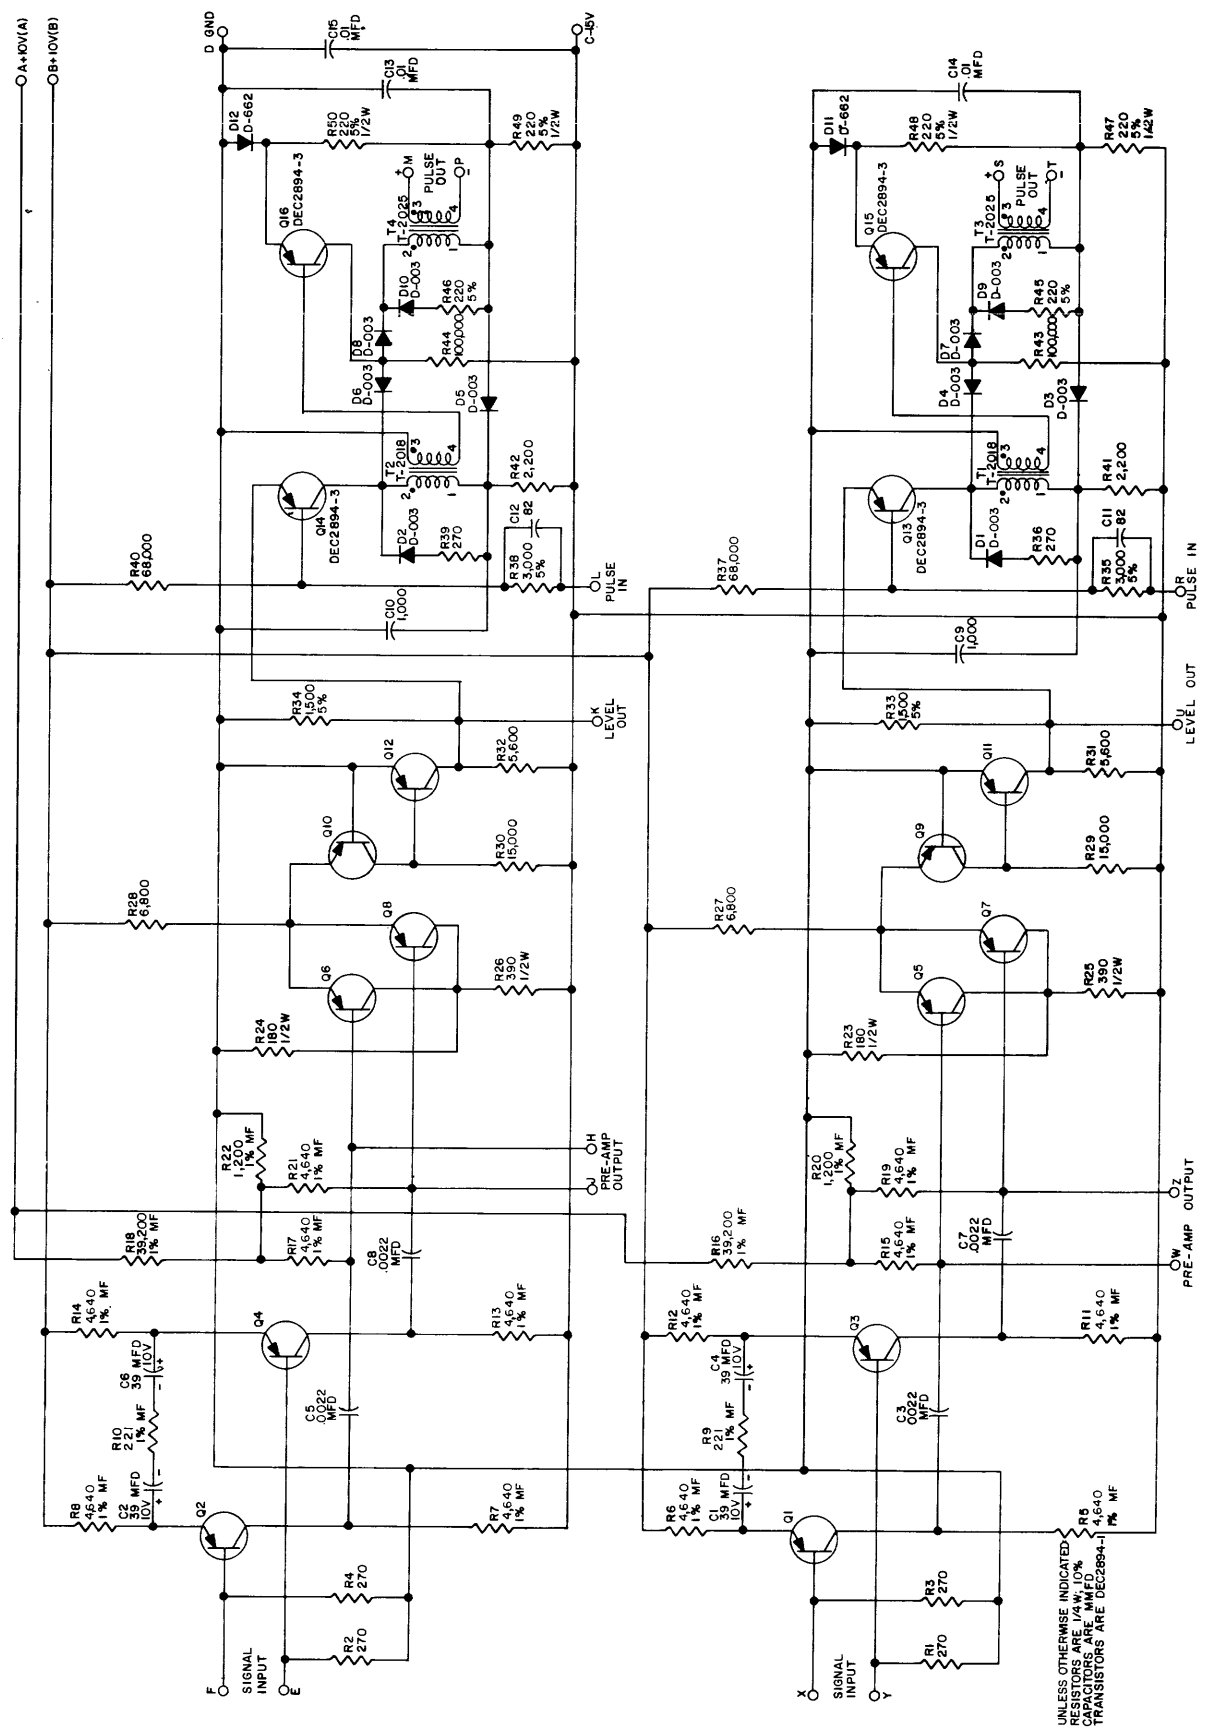 A+10V(A)
B+10V(B)
D GND
C15
.01
MFD
C-15V
C13
.01
MFD
D12
D-662
R50
220
5%
1/2W
R49
220
5%
1/2W
Q16
DEC2894-3
+
M
PULSE
OUT
P
-
T4
T-2025
2
3
1
4
D10
D-003
R46
220
5%
D8
D-003
R44
100,000
D6
D-003
D5
D-003
T2
T-2018
2
3
1
4
R42
2,200
Q14
DEC2894-3
D2
D-003
R39
270
C12
82
R38
3,000
5%
L
PULSE
IN
R40
68,000
C10
1,000
R34
1,500
5%
K
LEVEL
OUT
Q12
R32
5,600
Q10
R30
15,000
R28
6,800
Q8
Q6
R26
390
1/2W
R24
180
1/2W
R22
1,200
1% MF
R21
4,640
1% MF
H
J
PRE-AMP
OUTPUT
R18
39,200
1% MF
R17
4,640
1% MF
C8
.0022
MFD
R14
4,640
1% MF
Q4
R13
4,640
1% MF
C6
39 MFD
10V
+
-
R10
221
1% MF
C5
.0022
MFD
R8
4,640
1% MF
C2
39 MFD
10V
+
-
Q2
R7
4,640
1% MF
R4
270
R2
270
F
SIGNAL
INPUT
E
C14
.01
MFD
D11
D-662
R48
220
5%
1/2W
R47
220
5%
1/2W
Q15
DEC2894-3
+
S
PULSE
OUT
T
-
T3
T-2025
2
3
1
4
D9
D-003
R45
220
5%
D7
D-003
R43
100,000
D4
D-003
D3
D-003
T1
T-2018
2
3
1
4
R41
2,200
Q13
DEC2894-3
D1
D-003
R36
270
C11
82
R35
3,000
5%
R
PULSE IN
R37
68,000
C9
1,000
R33
1,500
5%
U
LEVEL OUT
Q11
R31
5,600
Q9
R29
15,000
R27
6,800
Q7
Q5
R25
390
1/2W
R23
180
1/2W
R20
1,200
1% MF
R19
4,640
1% MF
Z
W
PRE-AMP OUTPUT
R16
39,200
1% MF
R15
4,640
1% MF
C7
.0022
MFD
R12
4,640
1% MF
Q3
R11
4,640
1% MF
C4
39 MFD
10V
+
-
R9
221
1% MF
C3
.0022
MFD
R6
4,640
1% MF
C1
39 MFD
10V
+
-
Q1
R5
4,640
1% MF
R3
270
R1
270
X
SIGNAL
INPUT
Y
UNLESS OTHERWISE INDICATED
RESISTORS ARE 1/4W; 10%
CAPACITORS ARE MMFD
TRANSISTORS ARE DEC2894-1